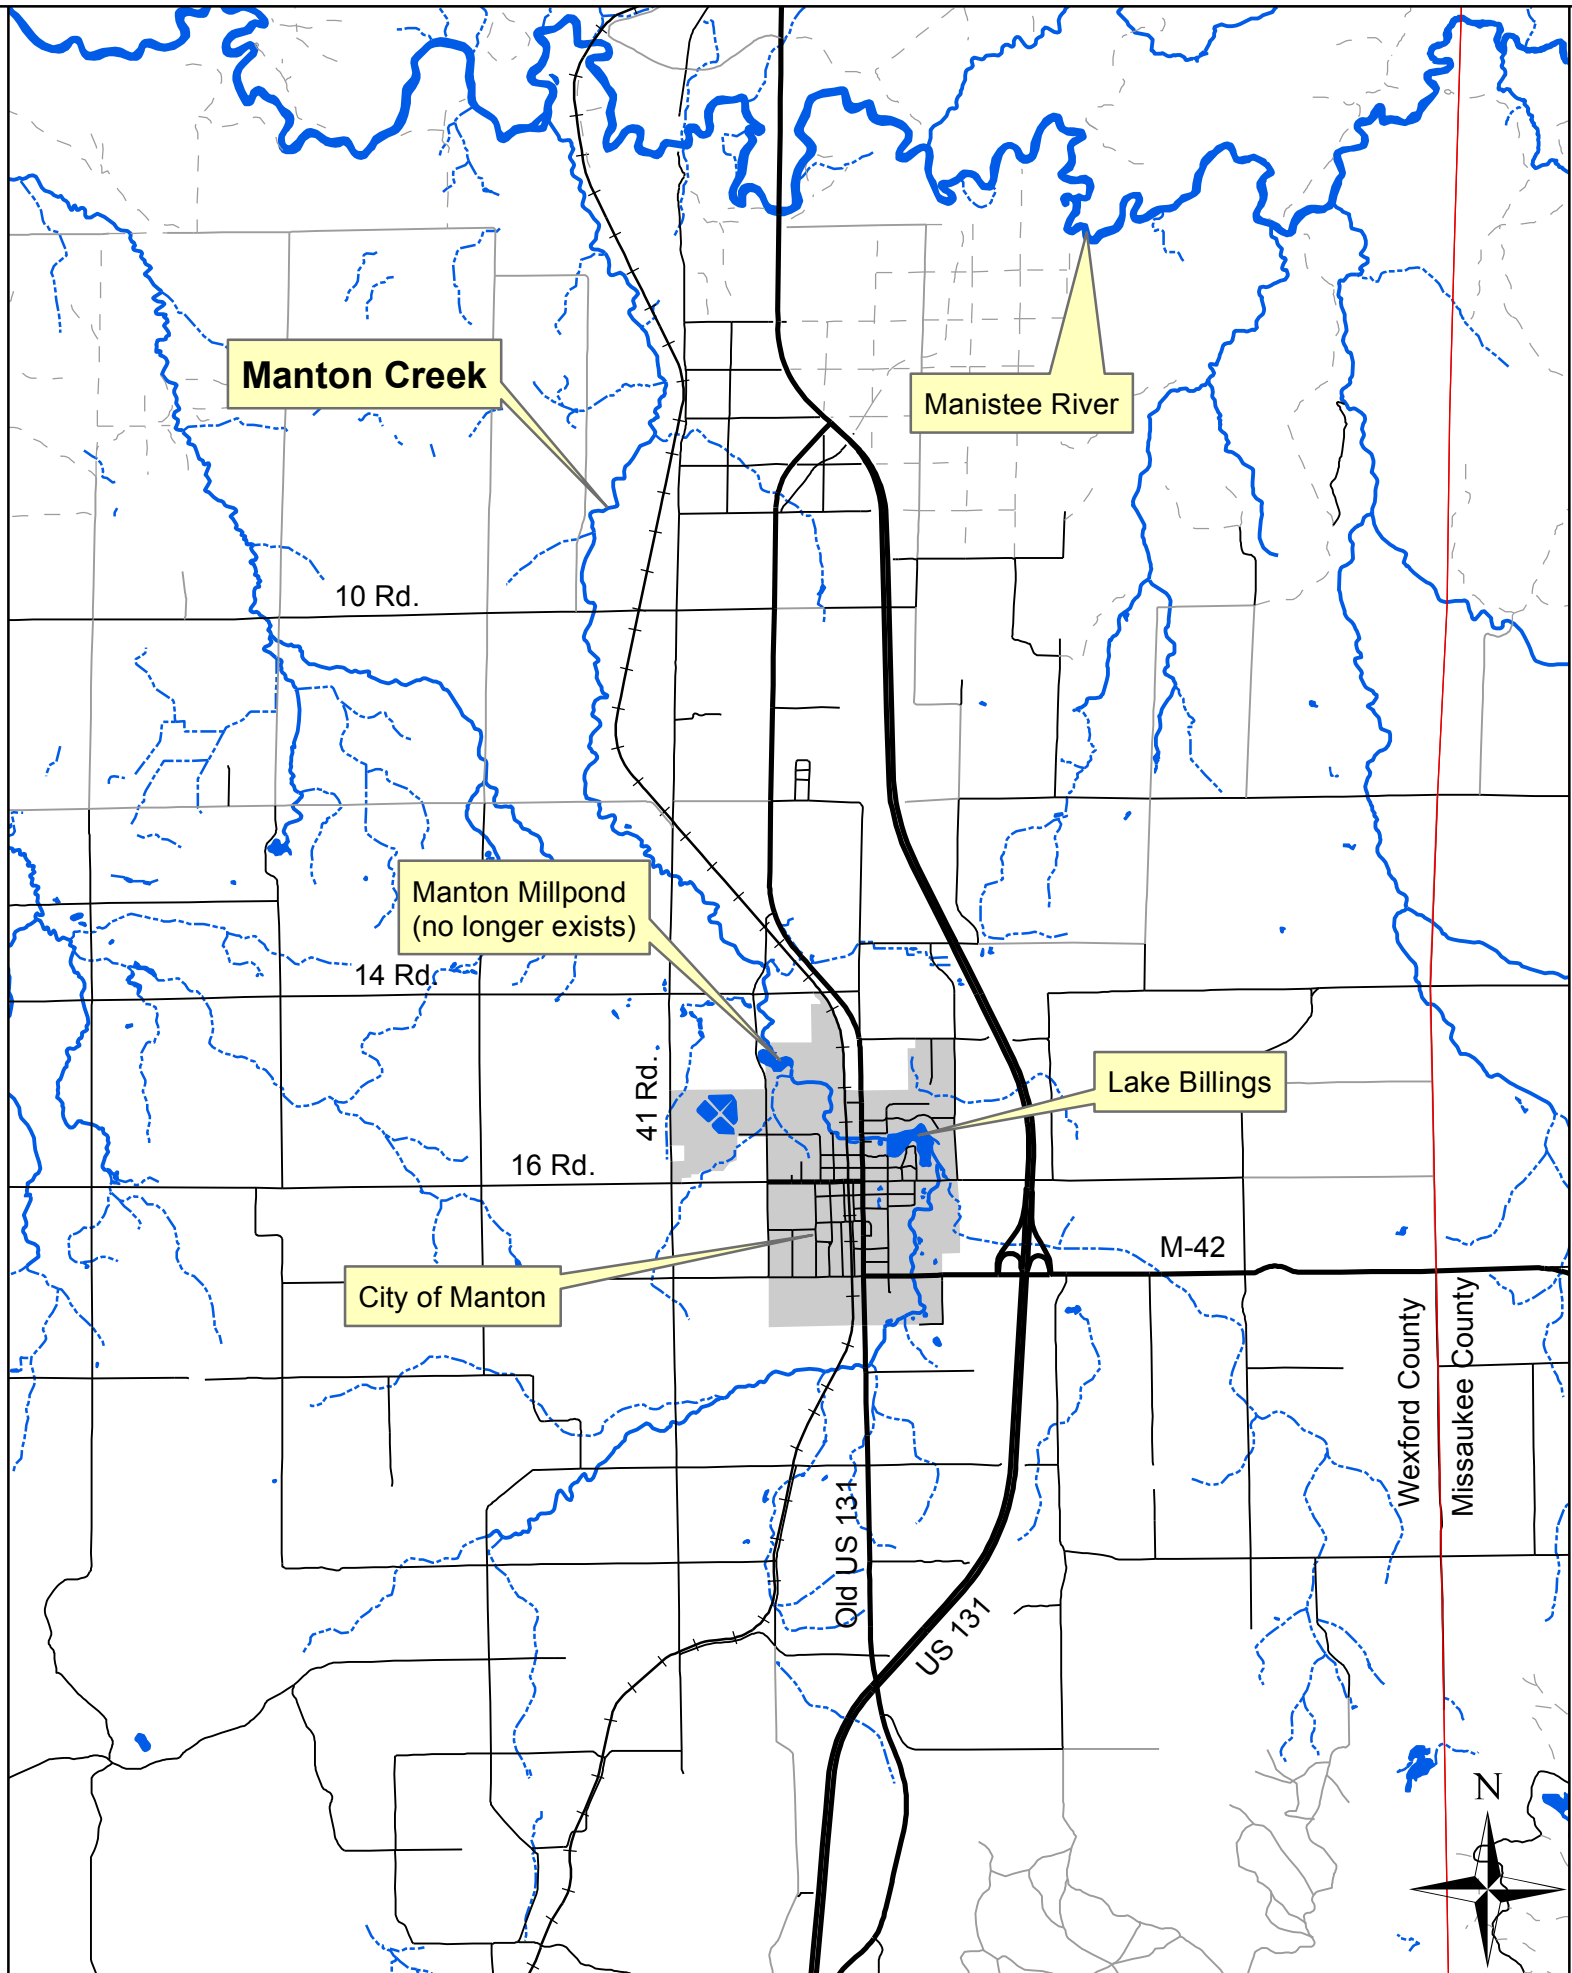 Manton Creek
Manistee River
10 Rd.
Manton Millpond
(no longer exists)
14 Rd.
41 Rd.
Lake Billings
16 Rd.
M-42
City of Manton
Wexford County
Missaukee County
Old US 131
US 131
N